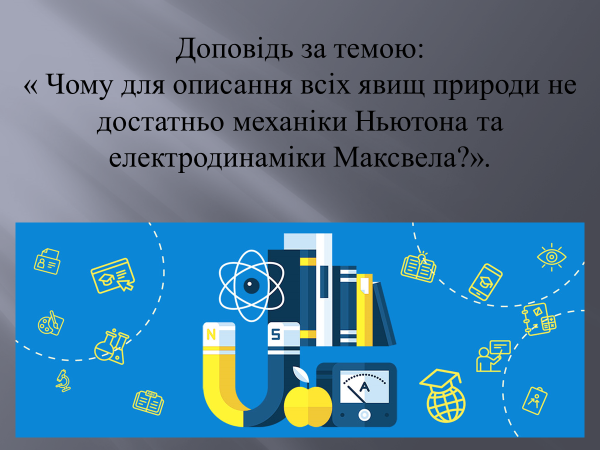 Доповідь за темою:
« Чому для описання всіх явищ природи не
достатньо механіки Ньютона та
електродинаміки Максвела?».
N S
A